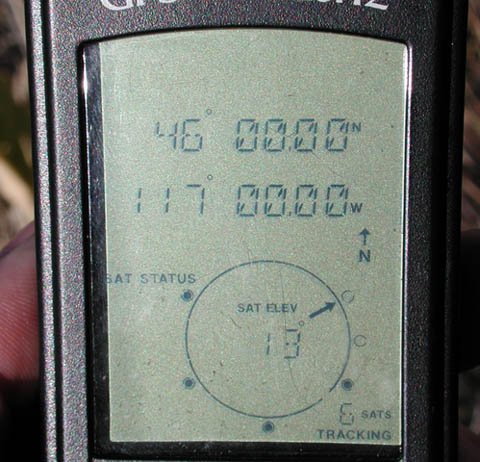 46° 00.00 N
117° 00.00 W
N
SAT STATUS
SAT ELEV
13°
6 SATS
TRACKING